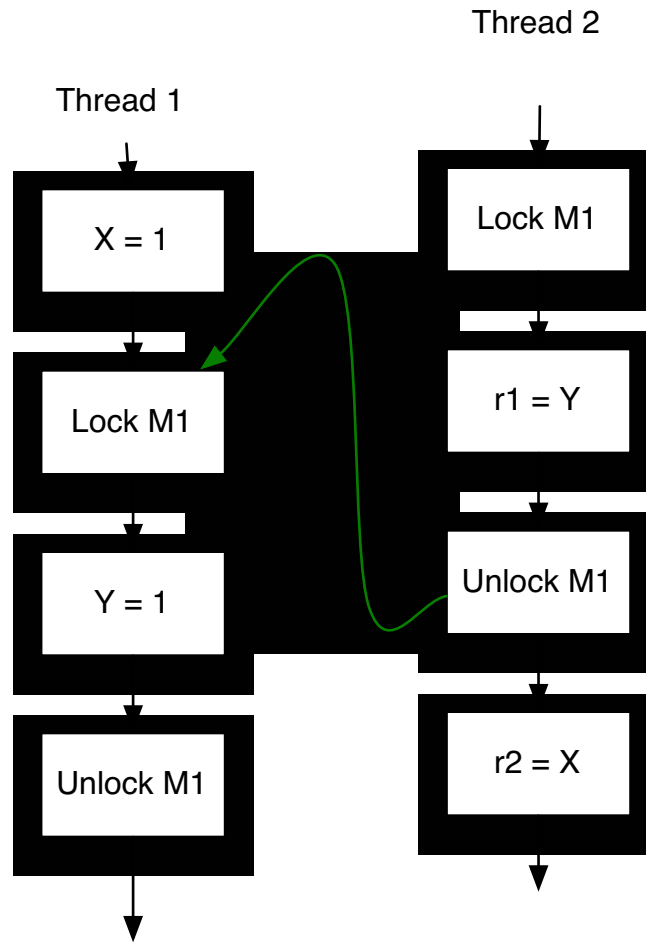 Thread 1
X = 1
Lock M1
Y = 1
Unlock M1
Thread 2
Lock M1
r1 = Y
Unlock M1
r2 = X